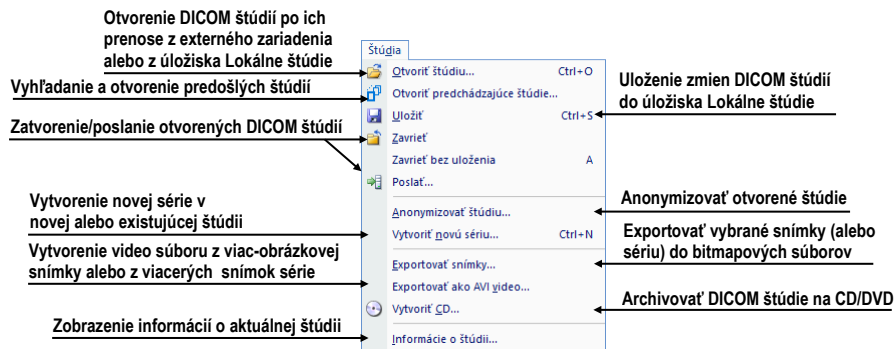 Otvorenie DICOM štúdií po ich
prenose z externého zariadenia
alebo z úložiska Lokálne štúdie
Vyhľadanie a otvorenie predošlých štúdií
Zatvorenie/poslanie otvorených DICOM štúdií
Vytvorenie novej série v
novej alebo existujúcej štúdii
Vytvorenie video súboru z viac-obrázkovej
snímky alebo z viacerých snímok série
Zobrazenie informácií o aktuálnej štúdii
Štúdia
Otvoriť štúdiu... Ctrl+O
Otvoriť predchádzajúce štúdie...
Uložiť Ctrl+S
Zavrieť
Zavrieť bez uloženia A
Poslať...
Anonymizovať štúdiu...
Vytvoriť novú sériu... Ctrl+N
Exportovať snímky...
Exportovať ako AVI video...
Vytvoriť CD...
Informácie o štúdii...
Uloženie zmien DICOM štúdií
do úložiska Lokálne štúdie
Anonymizovať otvorené štúdie
Exportovať vybrané snímky (alebo
sériu) do bitmapových súborov
Archivovať DICOM štúdie na CD/DVD